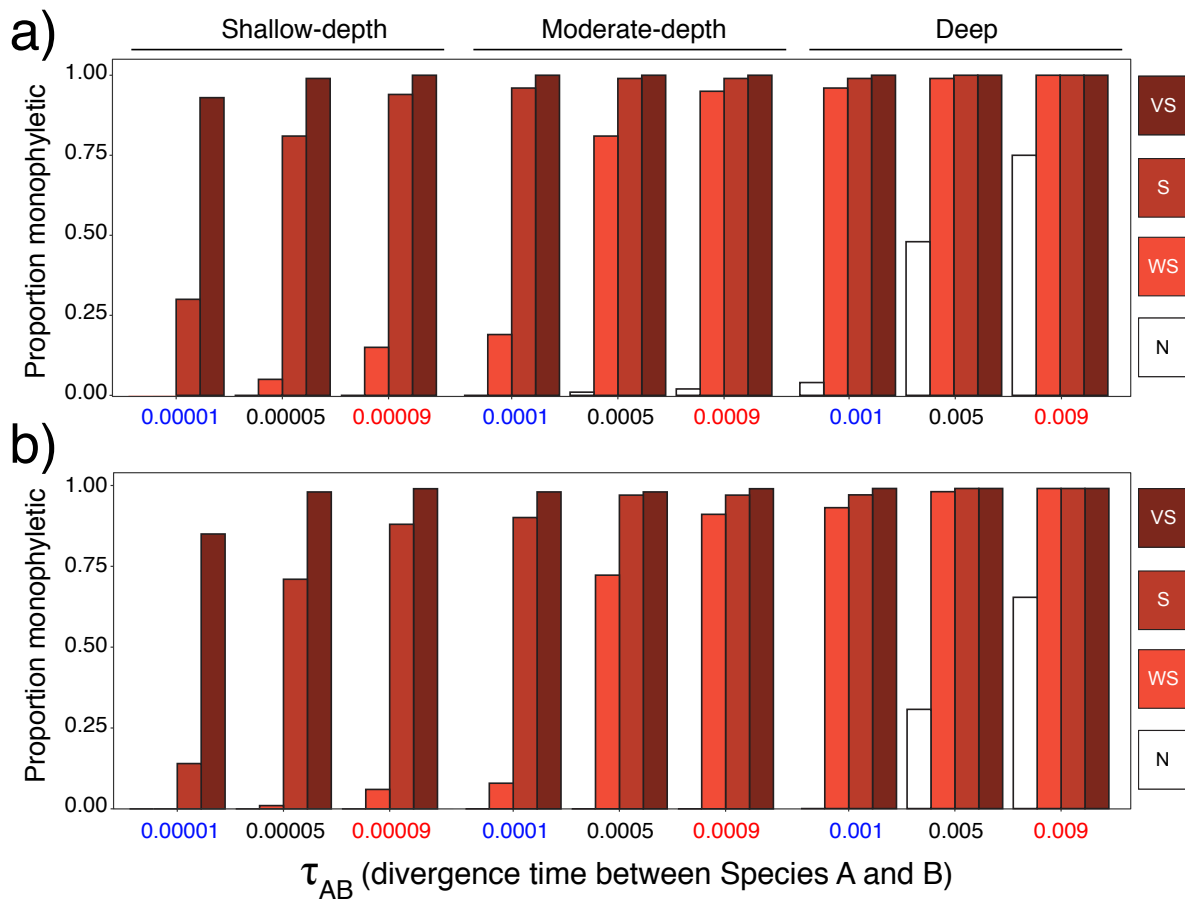 a)
Shallow-depth Moderate-depth Deep
Proportion monophyletic
1.00
0.75
0.50
0.25
0.00
0.00001 0.00005 0.00009 0.0001 0.0005 0.0009 0.001 0.005 0.009
VS
S
WS
N
b)
Proportion monophyletic
1.00
0.75
0.50
0.25
0.00
0.00001 0.00005 0.00009 0.0001 0.0005 0.0009 0.001 0.005 0.009
VS
S
WS
N
τAB (divergence time between Species A and B)